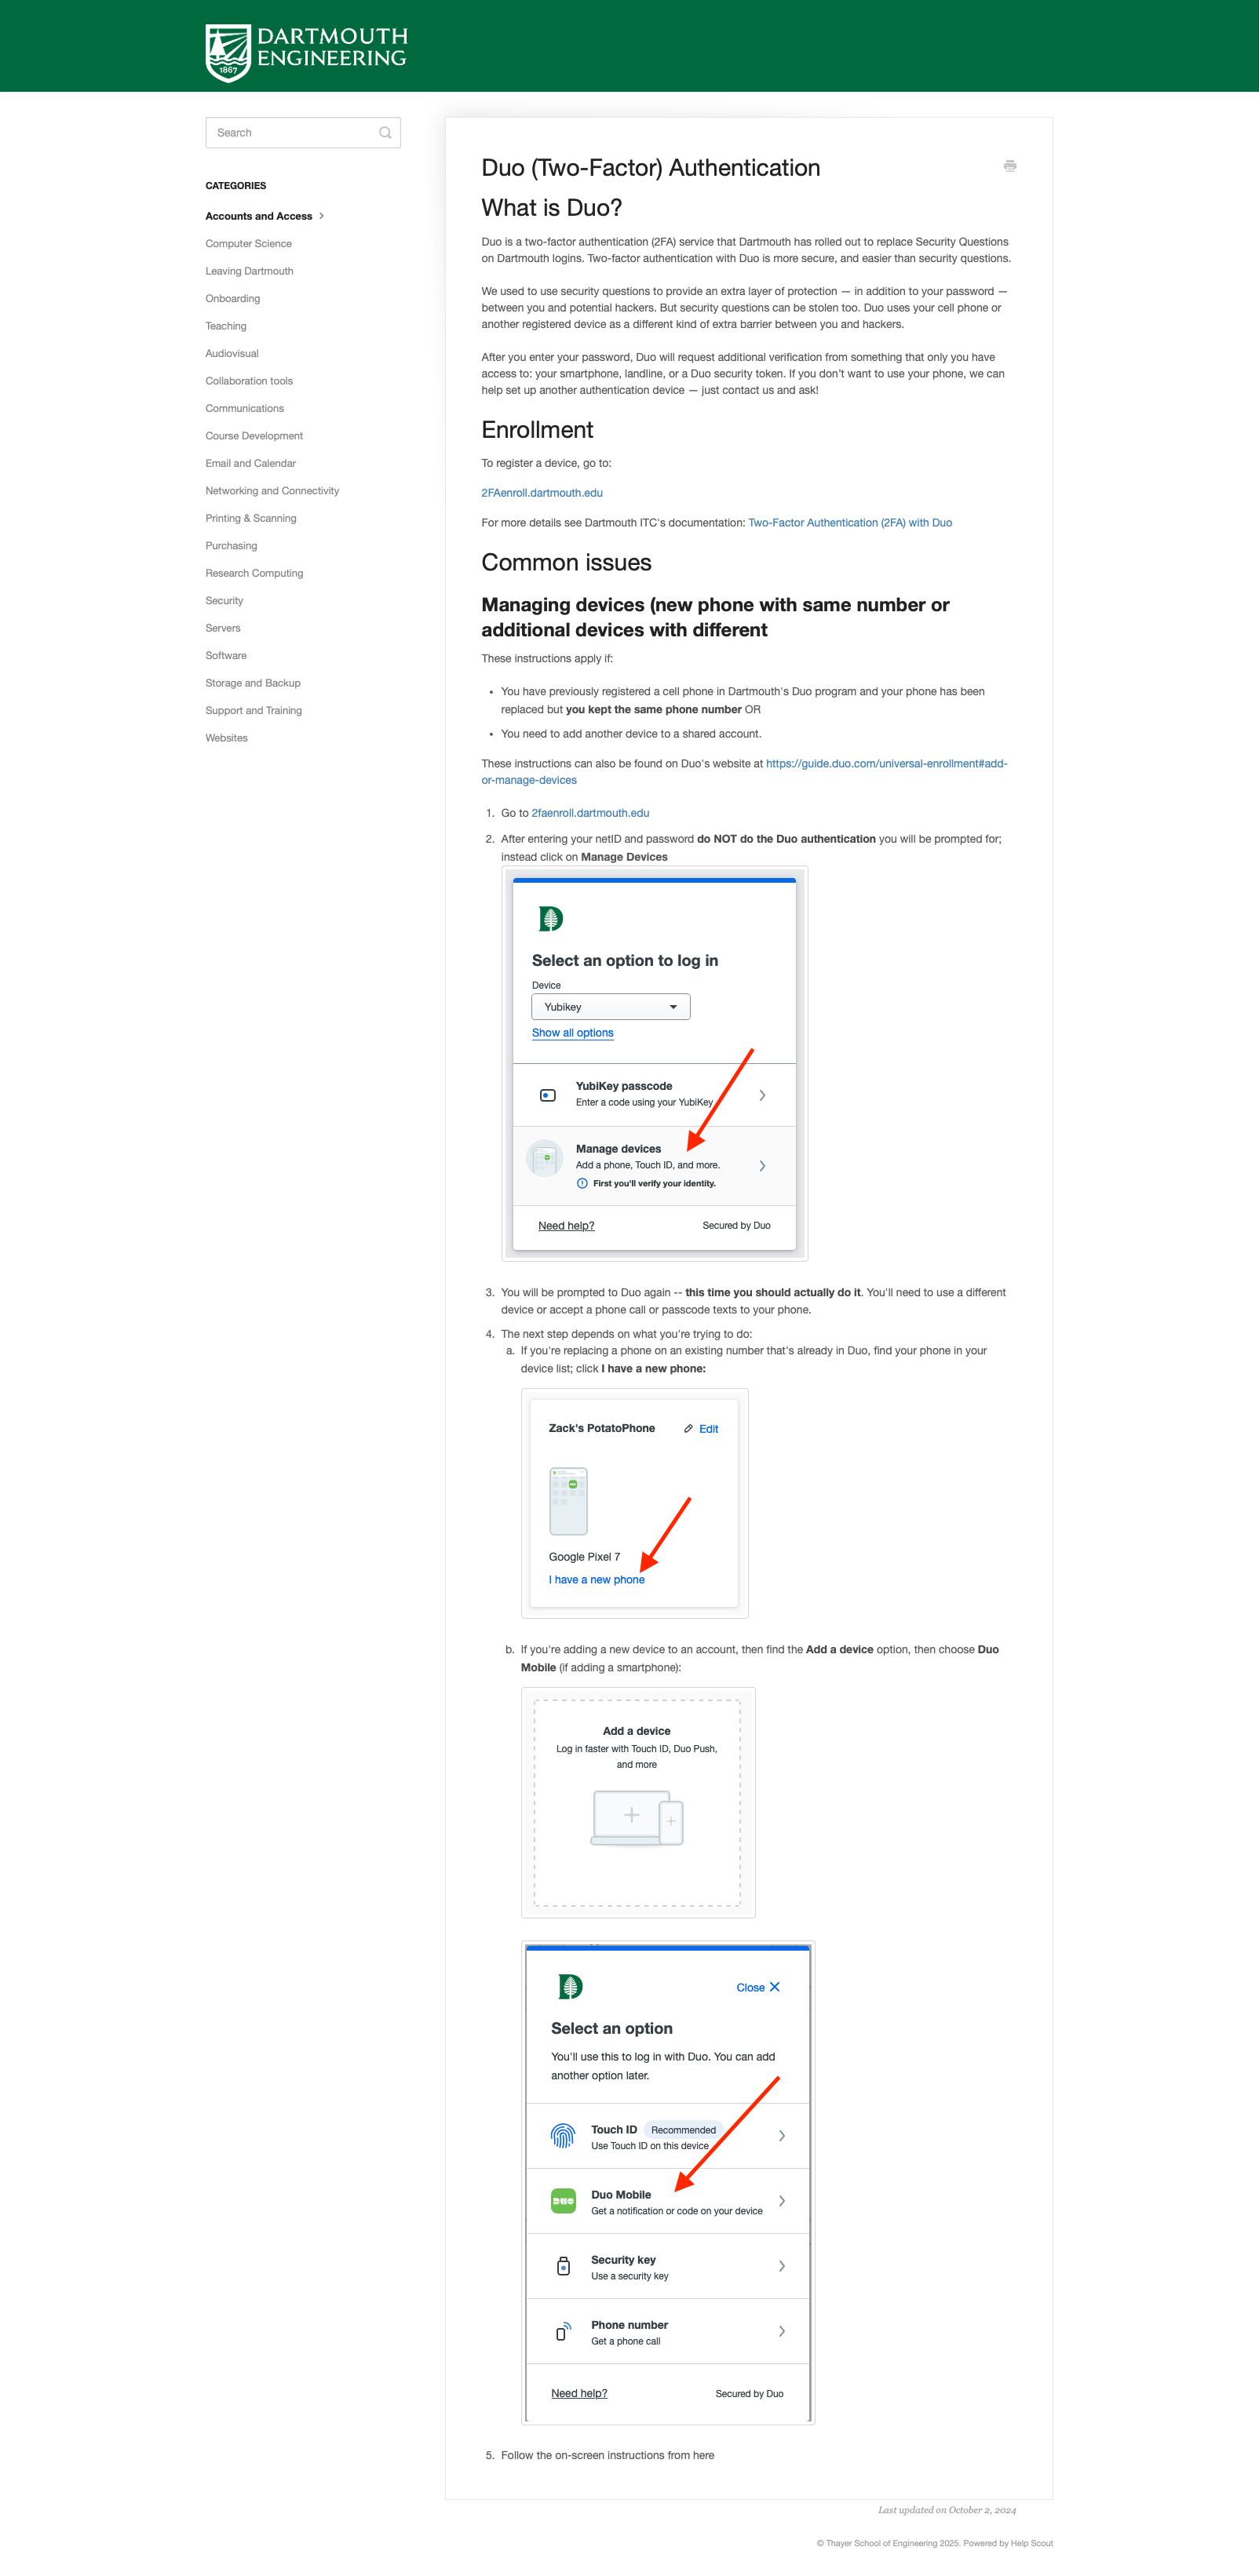 DARTMOUTH
ENGINEERING
1867
Search
CATEGORIES
Accounts and Access
Computer Science
Leaving Dartmouth
Onboarding
Teaching
Audiovisual
Collaboration tools
Communications
Course Development
Email and Calendar
Networking and Connectivity
Printing & Scanning
Purchasing
Research Computing
Security
Servers
Software
Storage and Backup
Support and Training
Websites
Duo (Two-Factor) Authentication
What is Duo?
Duo is a two-factor authentication (2FA) service that Dartmouth has rolled out to replace Security Questions
on Dartmouth logins. Two-factor authentication with Duo is more secure, and easier than security questions.
We used to use security questions to provide an extra layer of protection — in addition to your password —
between you and potential hackers. But security questions can be stolen too. Duo uses your cell phone or
another registered device as a different kind of extra barrier between you and hackers.
After you enter your password, Duo will request additional verification from something that only you have
access to: your smartphone, landline, or a Duo security token. If you don't want to use your phone, we can
help set up another authentication device — just contact us and ask!
Enrollment
To register a device, go to:
2FAenroll.dartmouth.edu
For more details see Dartmouth ITC's documentation: Two-Factor Authentication (2FA) with Duo
Common issues
Managing devices (new phone with same number or
additional devices with different
These instructions apply if:
• You have previously registered a cell phone in Dartmouth's Duo program and your phone has been
replaced but you kept the same phone number OR
• You need to add another device to a shared account.
These instructions can also be found on Duo's website at https://guide.duo.com/universal-enrollment#add-
or-manage-devices
1. Go to 2faenroll.dartmouth.edu
2. After entering your netID and password do NOT do the Duo authentication you will be prompted for;
instead click on Manage Devices
D
Select an option to log in
Device
Yubikey
Show all options
YubiKey passcode
Enter a code using your YubiKey
Manage devices
Add a phone, Touch ID, and more.
First you'll verify your identity.
Need help? Secured by Duo
3. You will be prompted to Duo again -- this time you should actually do it. You'll need to use a different
device or accept a phone call or passcode texts to your phone.
4. The next step depends on what you're trying to do:
a. If you're replacing a phone on an existing number that's already in Duo, find your phone in your
device list; click I have a new phone:
Zack's PotatoPhone Edit
Google Pixel 7
I have a new phone
b. If you're adding a new device to an account, then find the Add a device option, then choose Duo
Mobile (if adding a smartphone):
Add a device
Log in faster with Touch ID, Duo Push,
and more
D
Close
Select an option
You'll use this to log in with Duo. You can add
another option later.
Touch ID Recommended
Use Touch ID on this device
DUO
Duo Mobile
Get a notification or code on your device
Security key
Use a security key
Phone number
Get a phone call
Need help? Secured by Duo
5. Follow the on-screen instructions from here
Last updated on October 2, 2024
© Thayer School of Engineering 2025. Powered by Help Scout